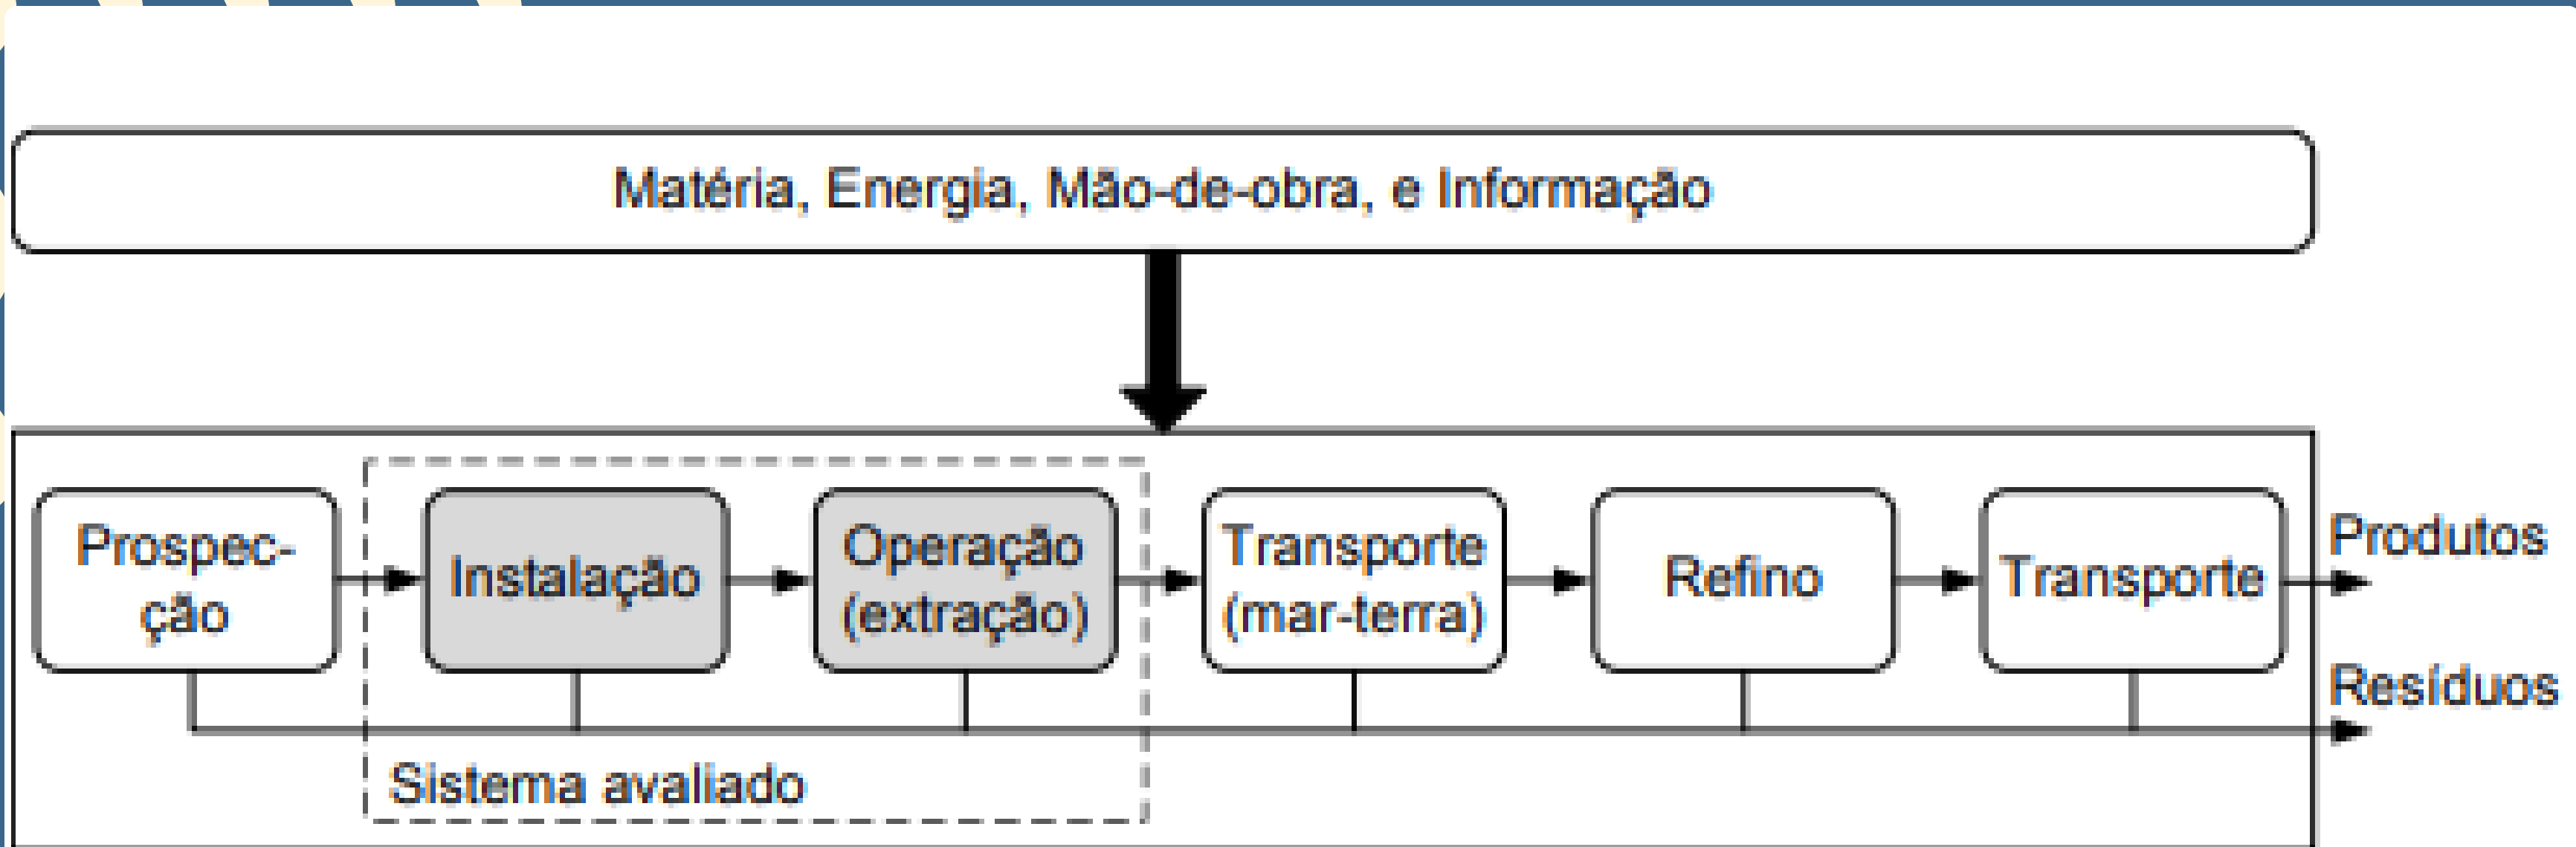 Matéria, Energia, Mão-de-obra, e Informação
Prospec-
ção
Instalação
Operação
(extração)
Transporte
(mar-terra)
Refino
Transporte
Produtos
Resíduos
Sistema avaliado